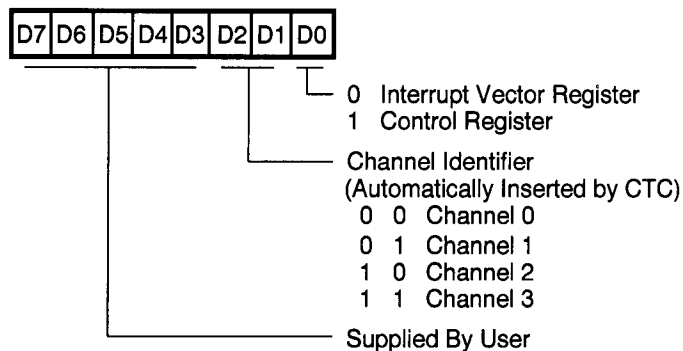 D7 D6 D5 D4 D3 D2 D1 D0
0 Interrupt Vector Register
1 Control Register
Channel Identifier
(Automatically Inserted by CTC)
0 0 Channel 0
0 1 Channel 1
1 0 Channel 2
1 1 Channel 3
Supplied By User